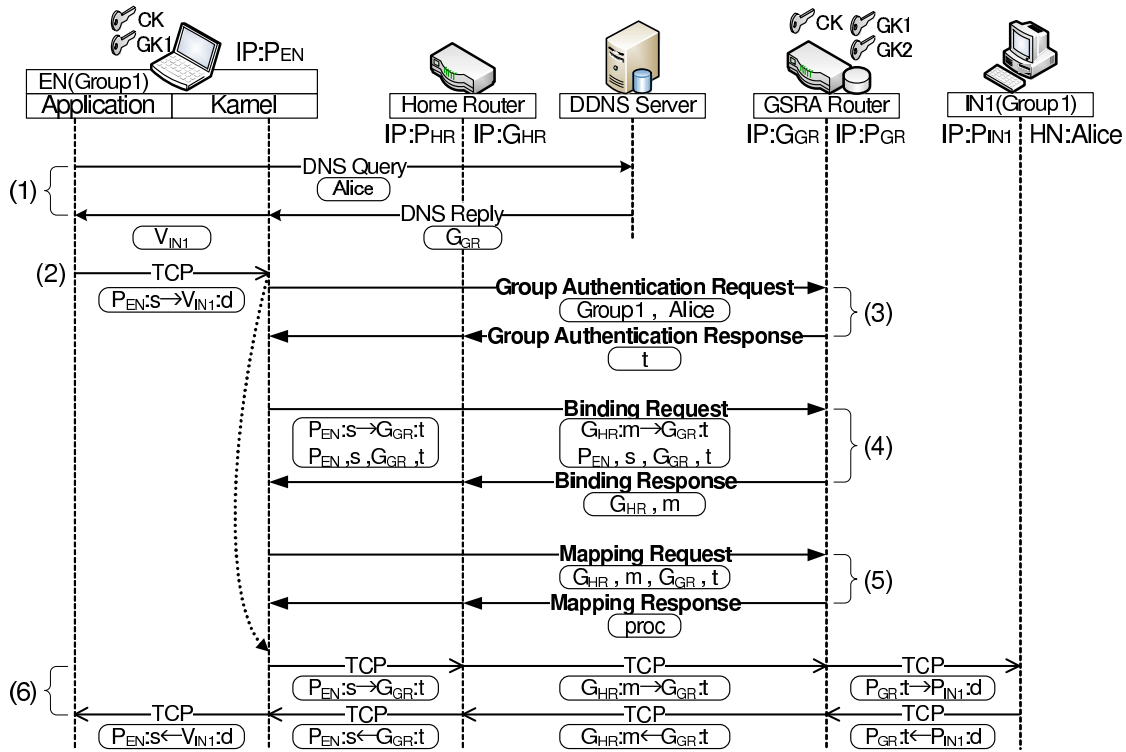 CK
GK1
IP:PEN
EN(Group1)
Application
Karnel
Home Router
IP:PHR
IP:GHR
DDNS Server
CK
GK1
GK2
GSRA Router
IP:GGR
IP:PGR
IN1(Group1)
IP:PIN1
HN:Alice
(1)
DNS Query
Alice
DNS Reply
VIN1
GGR
(2)
TCP
PEN:s→VIN1:d
Group Authentication Request
Group1 , Alice
(3)
Group Authentication Response
t
Binding Request
PEN:s→GGR:t
PEN ,s ,GGR ,t
GHR:m→GGR:t
PEN , s , GGR , t
(4)
Binding Response
GHR , m
Mapping Request
GHR , m , GGR , t
(5)
Mapping Response
proc
(6)
TCP
TCP
TCP
PEN:s→GGR:t
GHR:m→GGR:t
PGR:t→PIN1:d
TCP
TCP
TCP
TCP
PEN:s←VIN1:d
PEN:s←GGR:t
GHR:m←GGR:t
PGR:t←PIN1:d